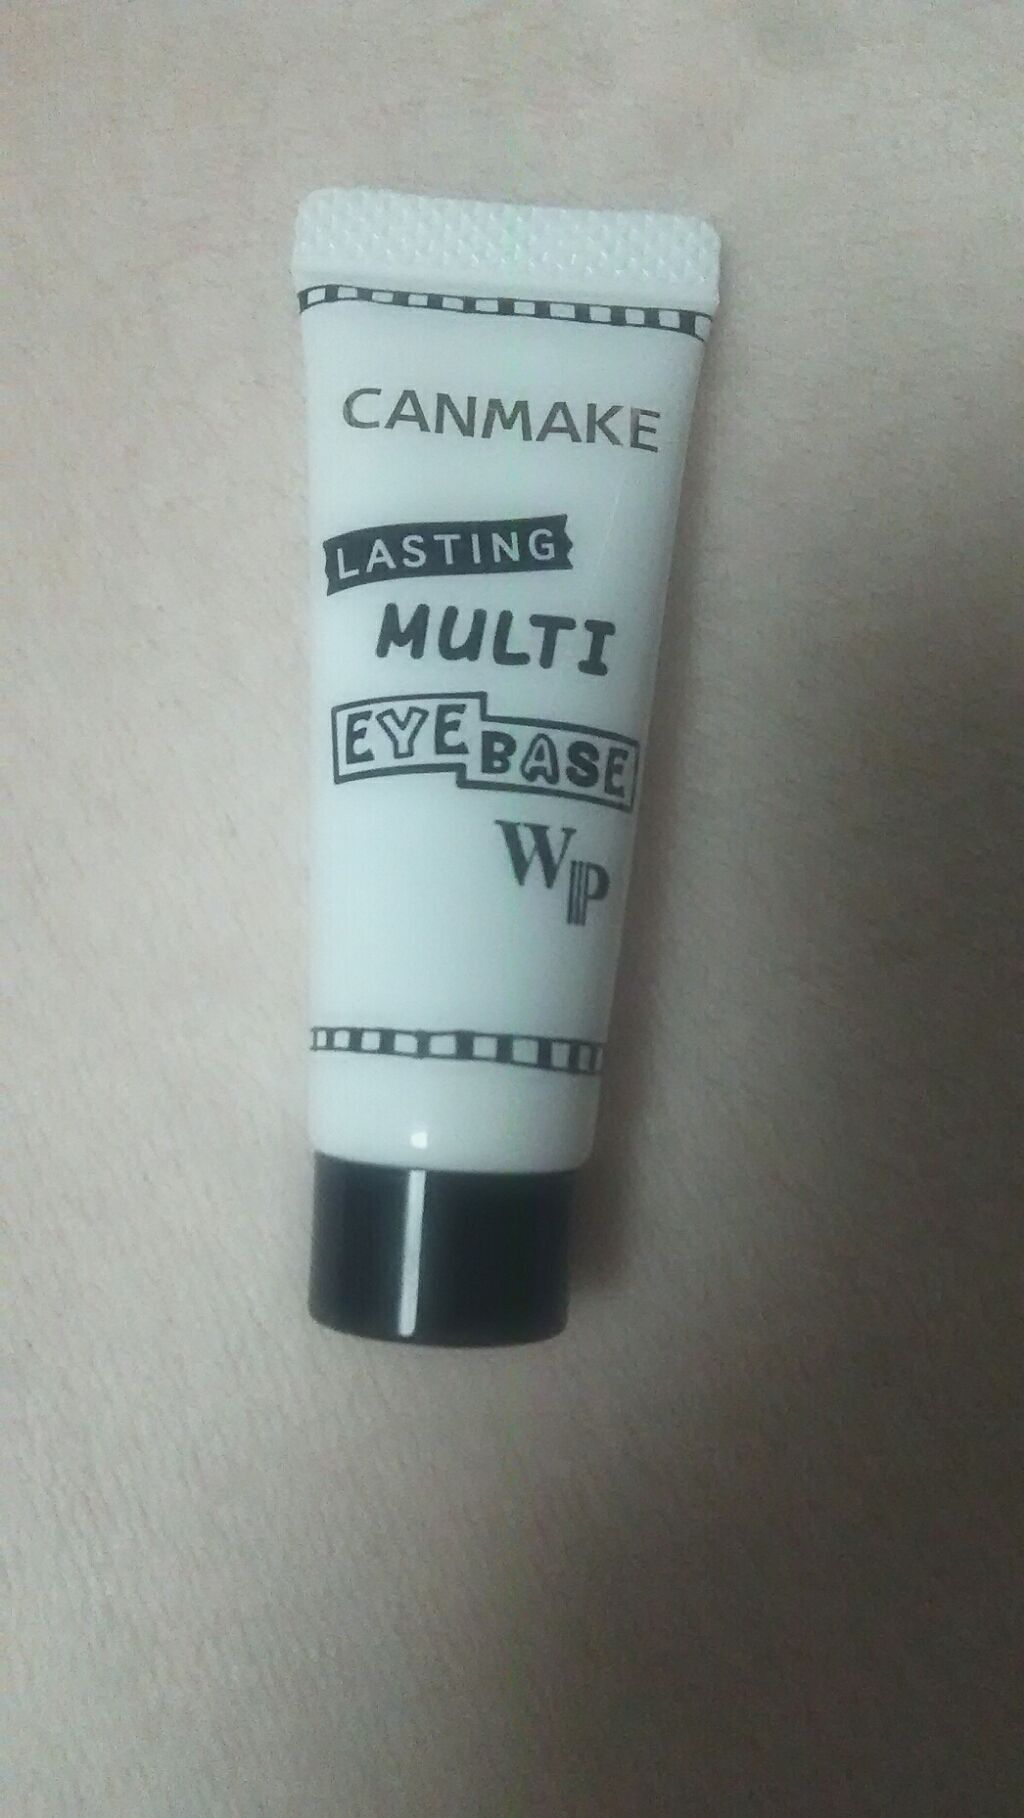 CANMAKE
LASTING
MULTI
EYE BASE
WP